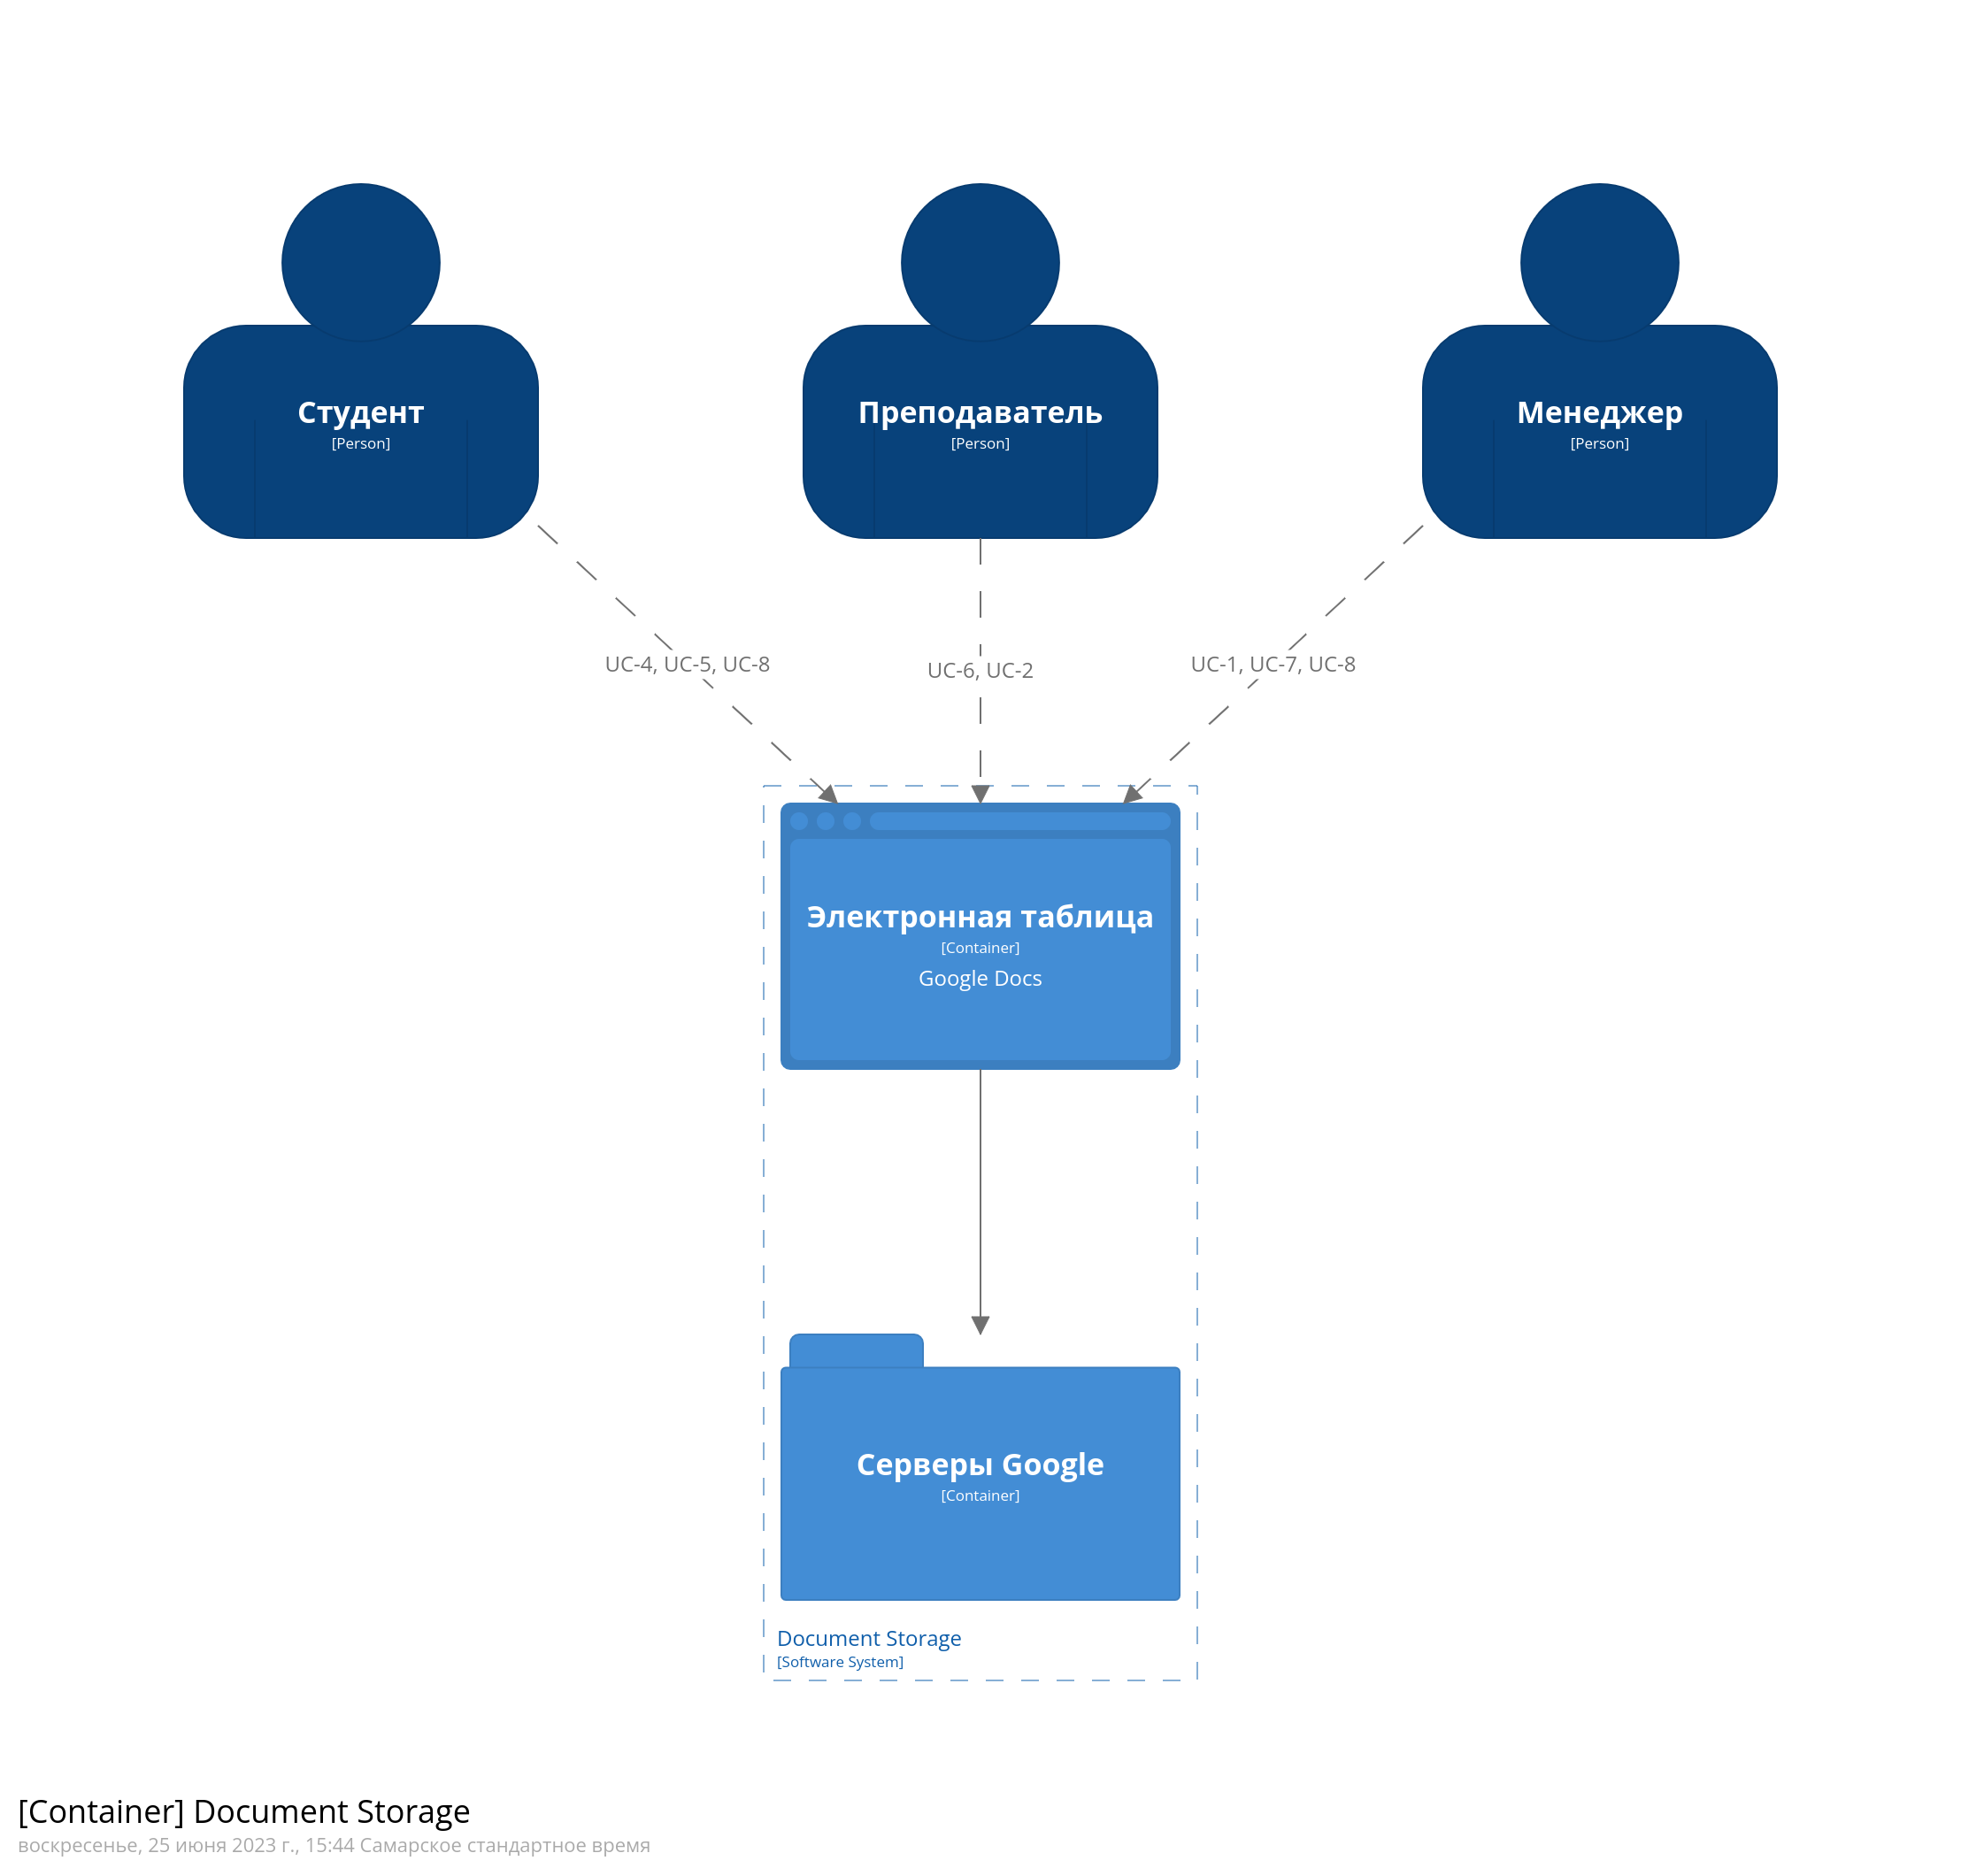 Студент
[Person]
Преподаватель
[Person]
Менеджер
[Person]
UC-4, UC-5, UC-8
UC-6, UC-2
UC-1, UC-7, UC-8
Электронная таблица
[Container]
Google Docs
Серверы Google
[Container]
Document Storage
[Software System]
[Container] Document Storage
воскресенье, 25 июня 2023 г., 15:44 Самарское стандартное время